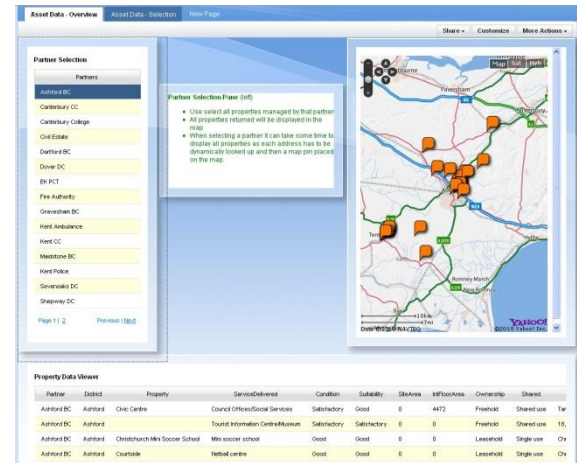 Asset Data - Overview
Asset Data - Selection
New Page
Share
Customize
More Actions
Partner Selection
Partners
Ashford BC
Canterbury CC
Canterbury College
Civil Estate
Dartford BC
Dover DC
EK PCT
Fire Authority
Gravesham BC
Kent Ambulance
Kent CC
Maidstone BC
Kent Police
Sevenoaks DC
Shepway DC
Page 1 | 2 Previous | Next
Partner Selection Pane (left)
Use select all properties managed by that partner
All properties returned will be displayed in the
map
When selecting a partner it can take some time to
display all properties as each address has to be
dynamically looked up and then a map pin placed
on the map.
Map Sat Hyb
Faversham
Hythe
Romney Marsh
New Romney
YAHOO!
Property Data Viewer
Partner District Property ServiceDelivered Condition Suitability SiteArea IntFloorArea Ownership Shared
Ashford BC Ashford Civic Centre Council Offices/Social Services Satisfactory Good 0 4472 Freehold Shared use
Ashford BC Ashford Tourist Information Centre/Museum Satisfactory Satisfactory 0 0 Freehold Shared use 18,
Ashford BC Ashford Christchurch Mini Soccer School Mini soccer school Good Good 0 0 Leasehold Single use
Ashford BC Ashford Courtside Netball centre Good Good 0 0 Leasehold Single use